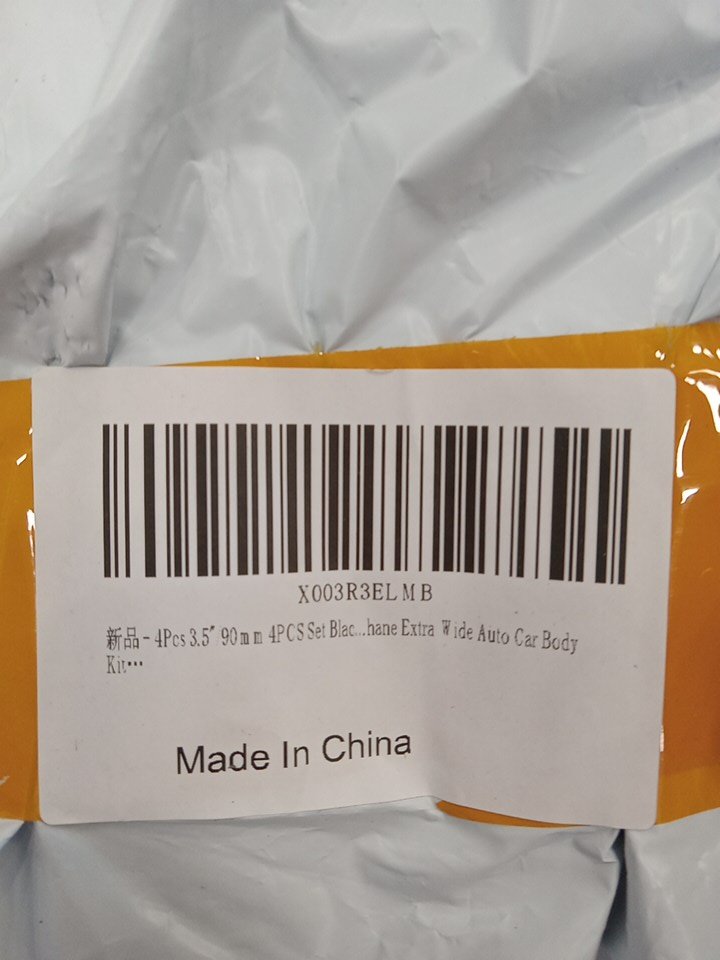 X003R3ELMB
新品 - 4Pcs 3.5" 90mm 4PCS Set Blac...hane Extra Wide Auto Car Body
Kit...
Made In China